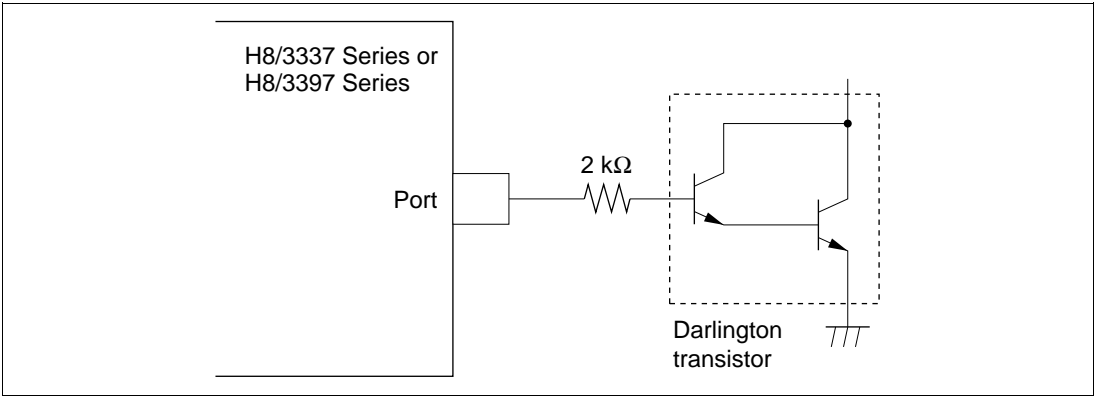 H8/3337 Series or
H8/3397 Series
Port
2 kΩ
Darlington
transistor